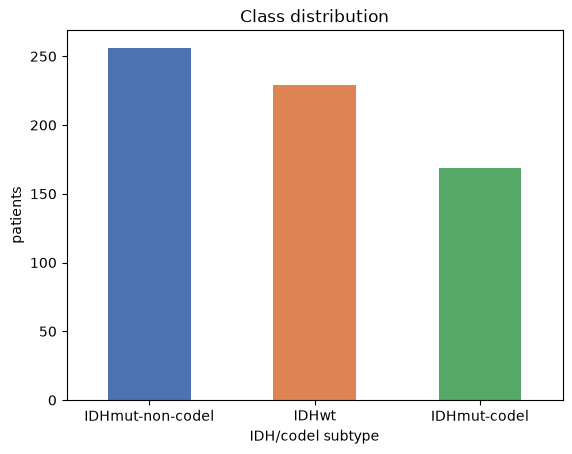 Class distribution
patients
250
200
150
100
50
0
IDHmut-non-codel IDHwt IDHmut-codel
IDH/codel subtype